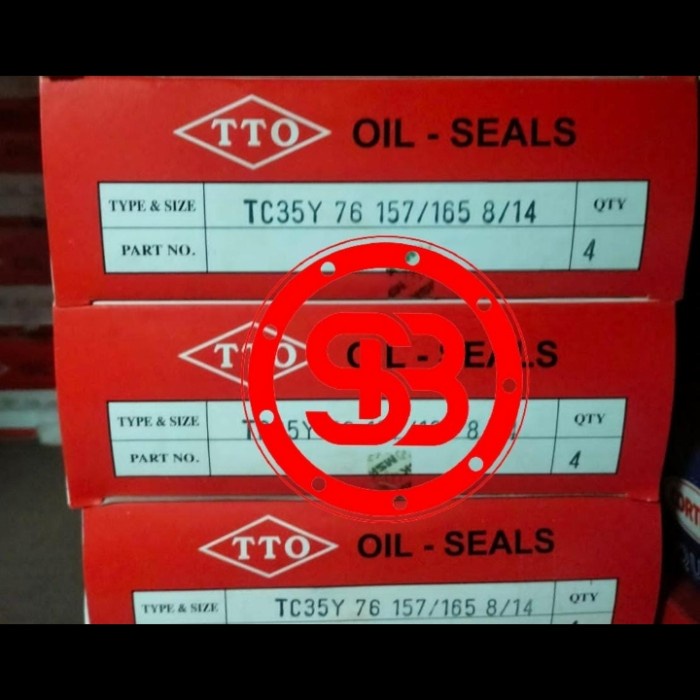 TTO OIL - SEALS
TYPE & SIZE TC35Y 76 157/165 8/14 QTY
PART NO. 4
TTO OIL - SEALS
SB
TYPE & SIZE QTY
PART NO. 4
TTO OIL - SEALS
TYPE & SIZE TC35Y 76 157/165 8/14 QTY